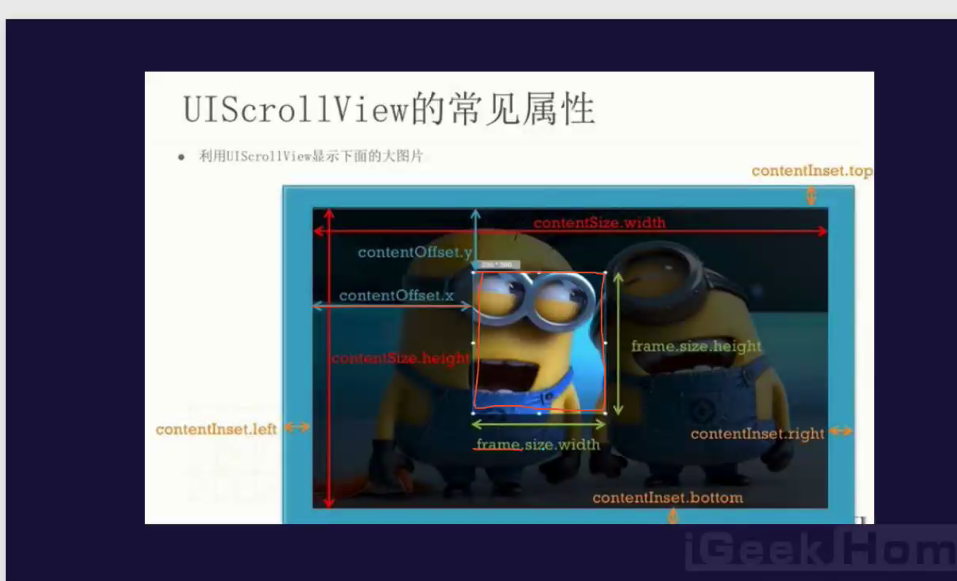 UIScrollView的常见属性
利用UIScrollView显示下面的大图片
contentInset.top
contentSize.width
contentOffset.y
contentOffset.x
frame.size.height
contentSize.height
contentInset.left
contentInset.right
frame.size.width
contentInset.bottom
iGeekHom